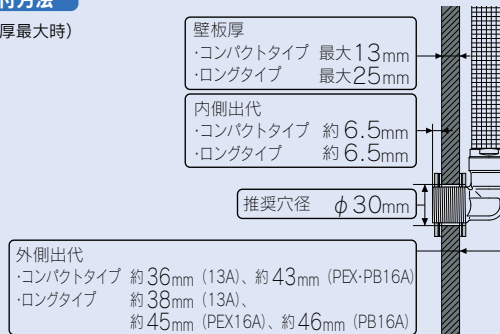 付方法
厚最大時）
壁板厚
·コンパクトタイプ 最大13mm
·ロングタイプ 最大25mm
内側出代
·コンパクトタイプ 約6.5mm
·ロングタイプ 約6.5mm
推奨穴径 φ30mm
外側出代
·コンパクトタイプ 約36mm（13A）、約43mm（PEX·PB16A）
·ロングタイプ 約38mm（13A）、
約45mm（PEX16A）、約46mm（PB16A）